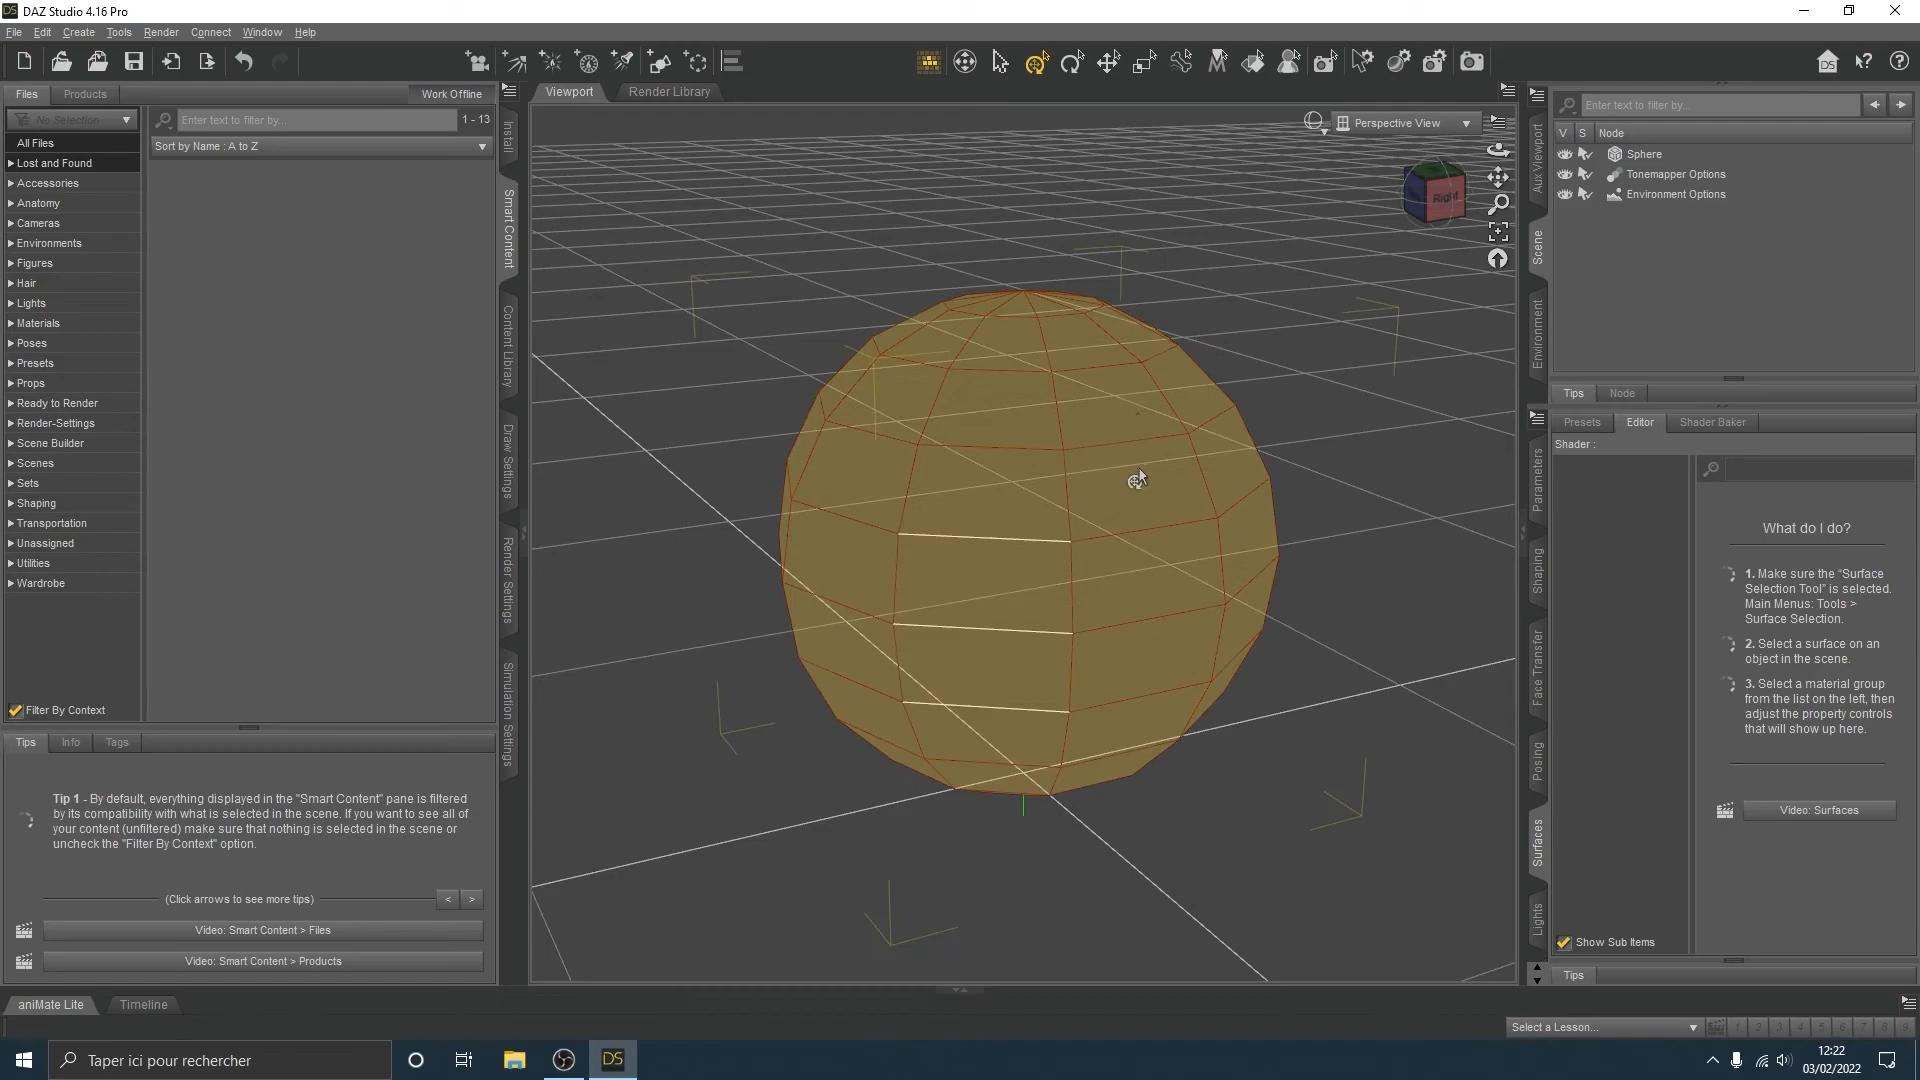 DAZ Studio 4.16 Pro
File Edit Create Tools Render Connect Window Help
Files Products Work Offline
No Selection
Enter text to filter by...
1 - 13
Sort by Name : A to Z
All Files
Lost and Found
Accessories
Anatomy
Cameras
Environments
Figures
Hair
Lights
Materials
Poses
Presets
Props
Ready to Render
Render-Settings
Scene Builder
Scenes
Sets
Shaping
Transportation
Unassigned
Utilities
Wardrobe
Filter By Context
Tips Info Tags
Tip 1 - By default, everything displayed in the "Smart Content" pane is filtered
by its compatibility with what is selected in the scene. If you want to see all of
your content (unfiltered) make sure that nothing is selected in the scene or
uncheck the "Filter By Context" option.
(Click arrows to see more tips)
< >
Video: Smart Content > Files
Video: Smart Content > Products
Install
Smart Content
Content Library
Draw Settings
Render Settings
Simulation Settings
Viewport Render Library
Perspective View
Right
Aux Viewport
Scene
Environment
Enter text to filter by...
V S Node
Sphere
Tonemapper Options
Environment Options
Tips Node
Parameters
Shaping
Face Transfer
Posing
Surfaces
Lights
Presets Editor Shader Baker
Shader :
What do I do?
1. Make sure the "Surface
Selection Tool" is selected.
Main Menus: Tools >
Surface Selection.
2. Select a surface on an
object in the scene.
3. Select a material group
from the list on the left, then
adjust the property controls
that will show up here.
Video: Surfaces
Show Sub Items
Tips
aniMate Lite Timeline
Select a Lesson...
1 2 3 4 5 6 7 8 9
Taper ici pour rechercher
DS
12:22
03/02/2022